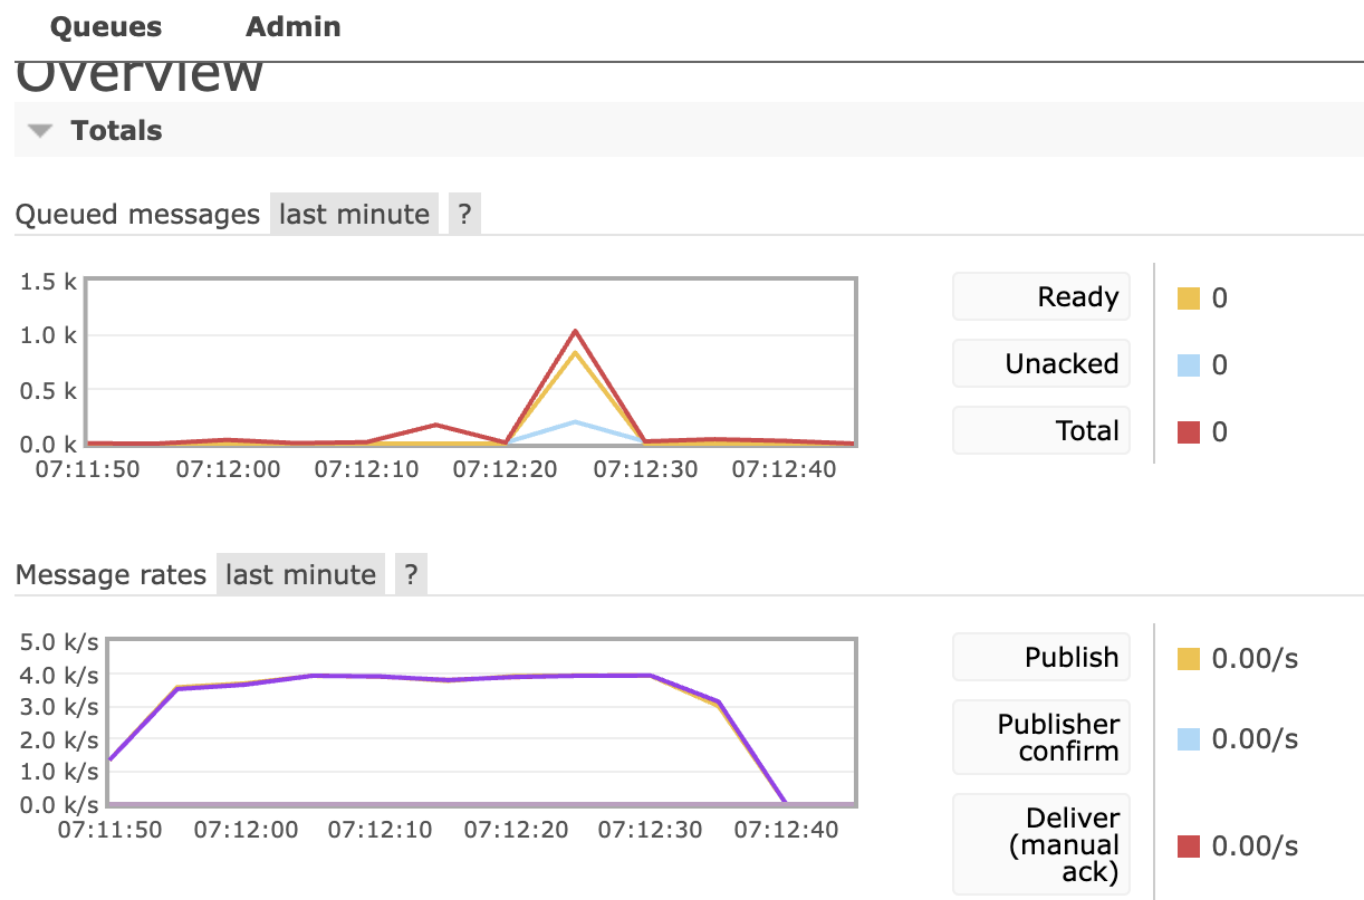 Queues Admin
Overview
Totals
Queued messages last minute ?
1.5 k
1.0 k
0.5 k
0.0 k
07:11:50 07:12:00 07:12:10 07:12:20 07:12:30 07:12:40
Ready 0
Unacked 0
Total 0
Message rates last minute ?
5.0 k/s
4.0 k/s
3.0 k/s
2.0 k/s
1.0 k/s
0.0 k/s
07:11:50 07:12:00 07:12:10 07:12:20 07:12:30 07:12:40
Publish 0.00/s
Publisher
confirm 0.00/s
Deliver
(manual
ack) 0.00/s